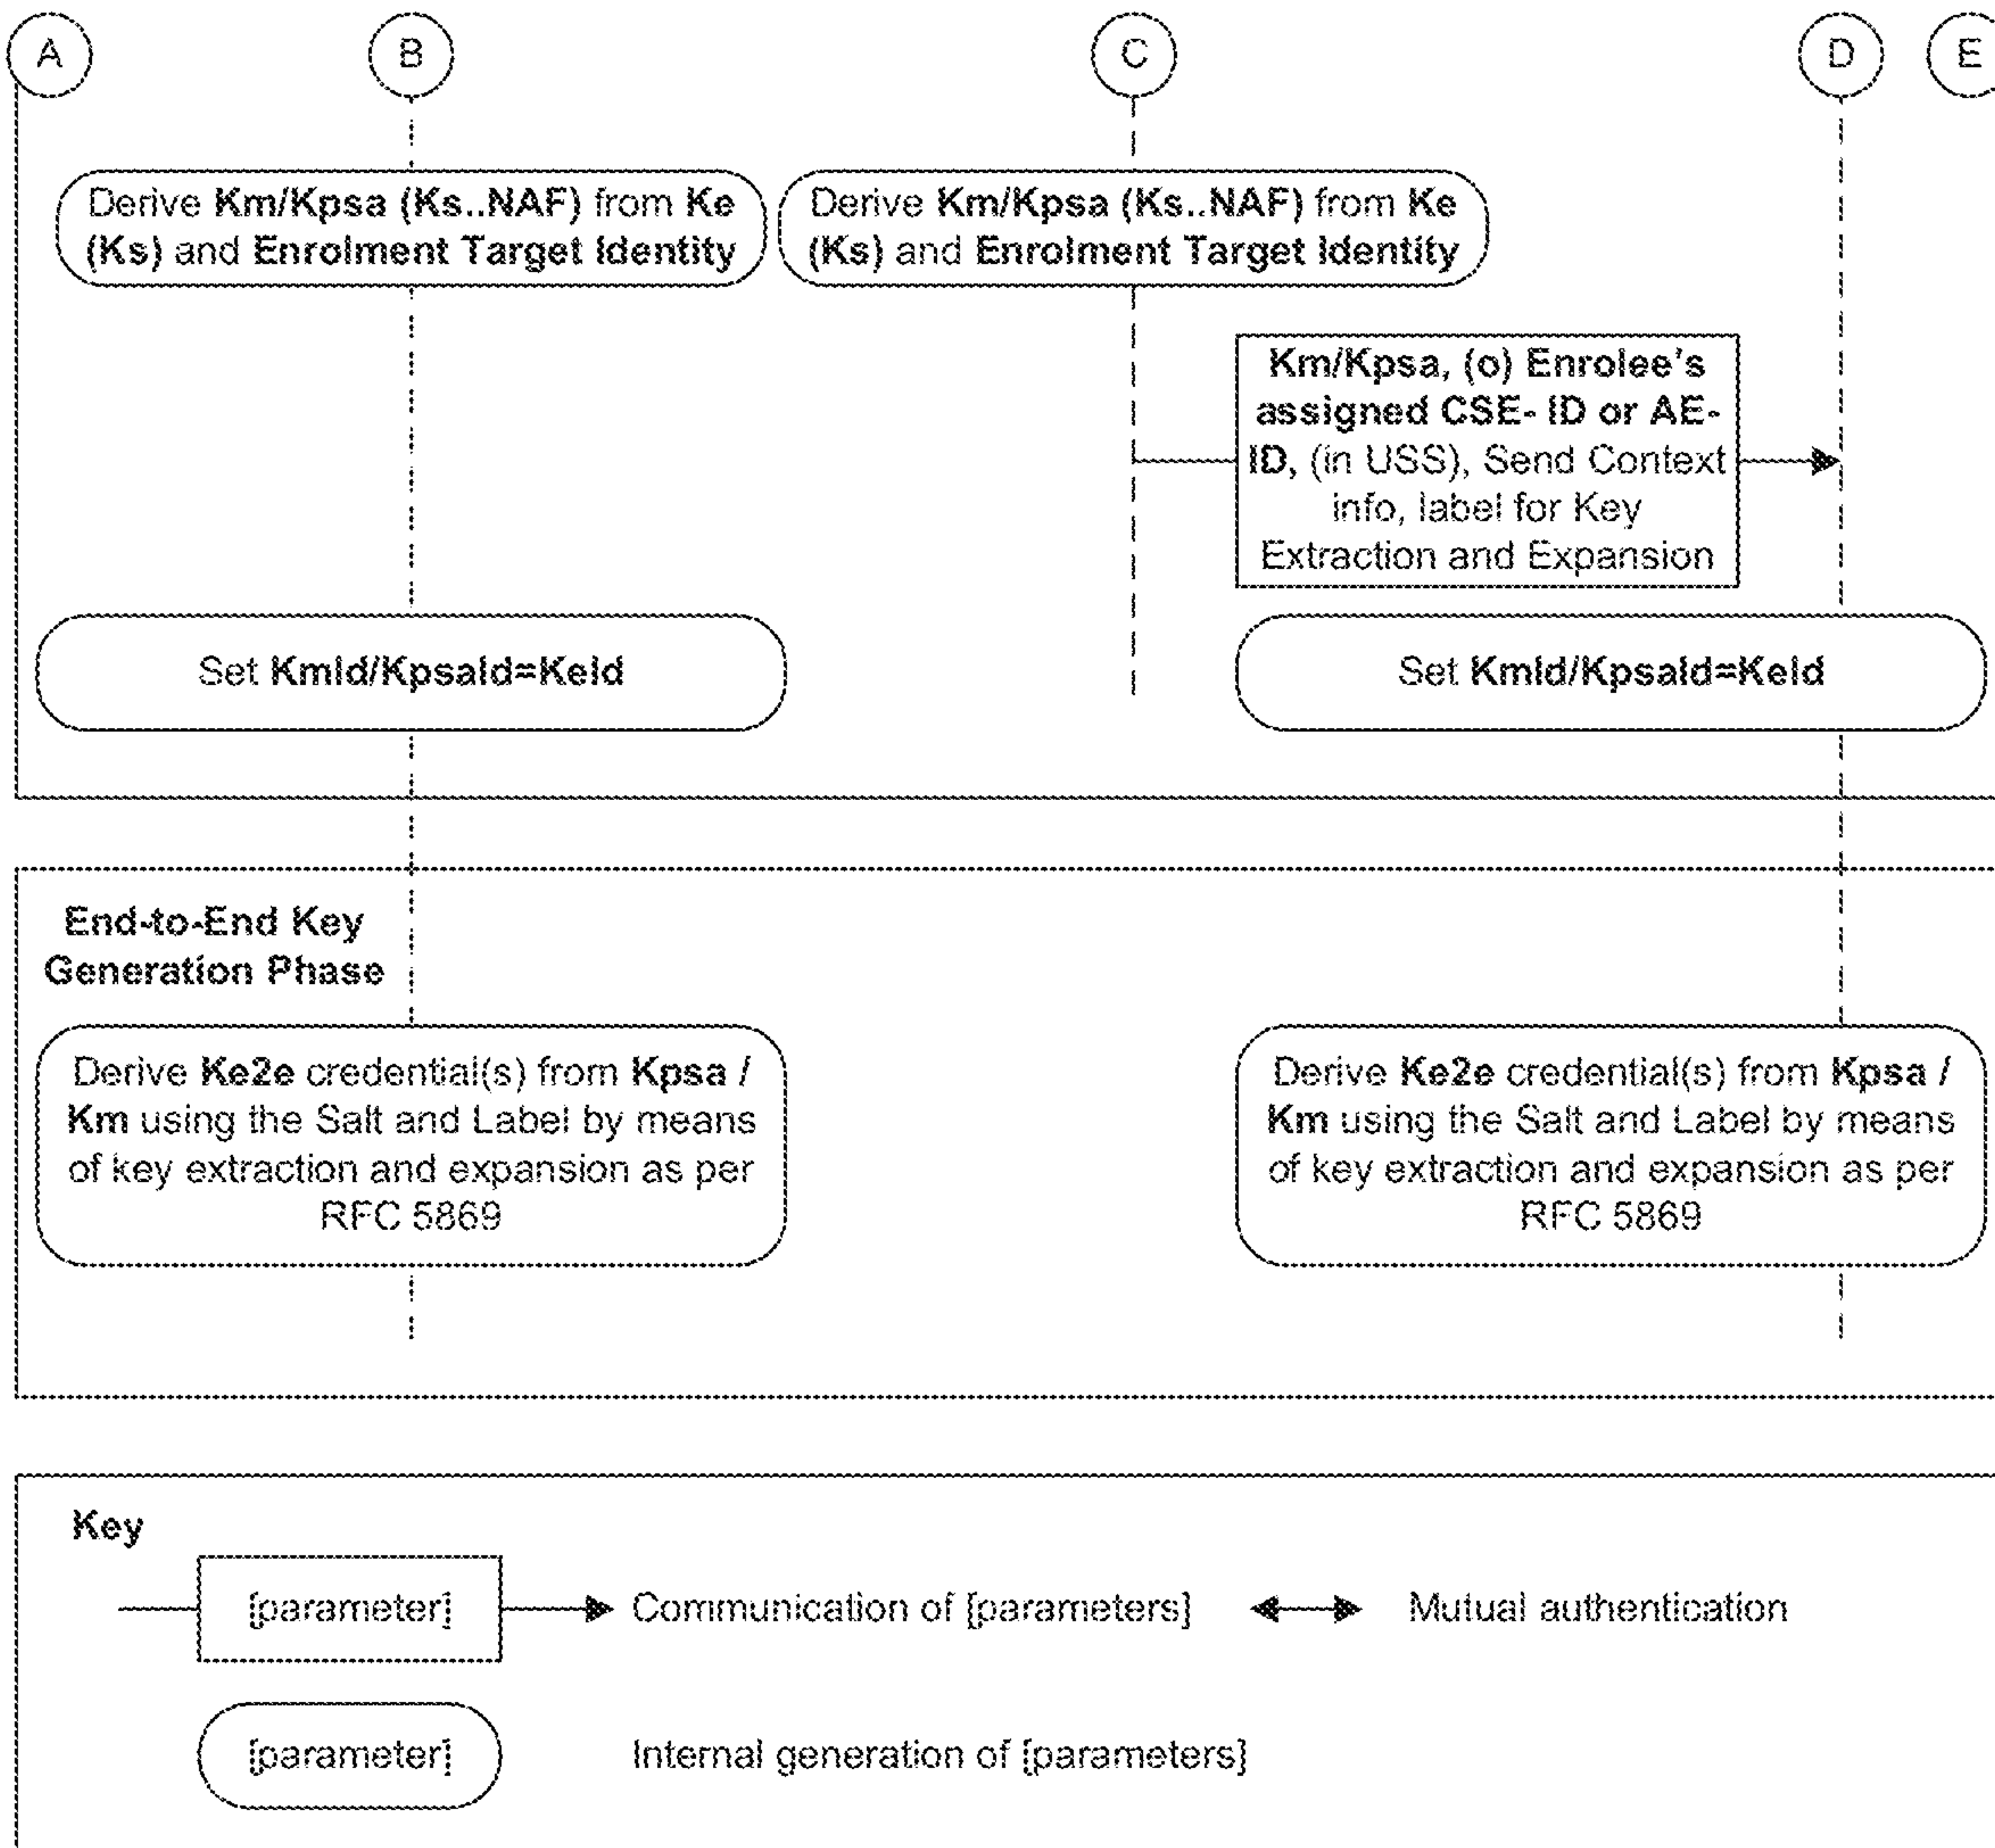 A
B
C
D
E
Derive Km/Kpsa (Ks..NAF) from Ke
(Ks) and Enrolment Target Identity
Derive Km/Kpsa (Ks..NAF) from Ke
(Ks) and Enrolment Target Identity
Km/Kpsa, (o) Enrolee's
assigned CSE- ID or AE-
ID, (in USS), Send Context
info, label for Key
Extraction and Expansion
Set KmId/KpsaId=KeId
Set KmId/KpsaId=KeId
End-to-End Key
Generation Phase
Derive Ke2e credential(s) from Kpsa /
Km using the Salt and Label by means
of key extraction and expansion as per
RFC 5869
Derive Ke2e credential(s) from Kpsa /
Km using the Salt and Label by means
of key extraction and expansion as per
RFC 5869
Key
[parameter]
Communication of [parameters]
Mutual authentication
[parameter]
Internal generation of [parameters]